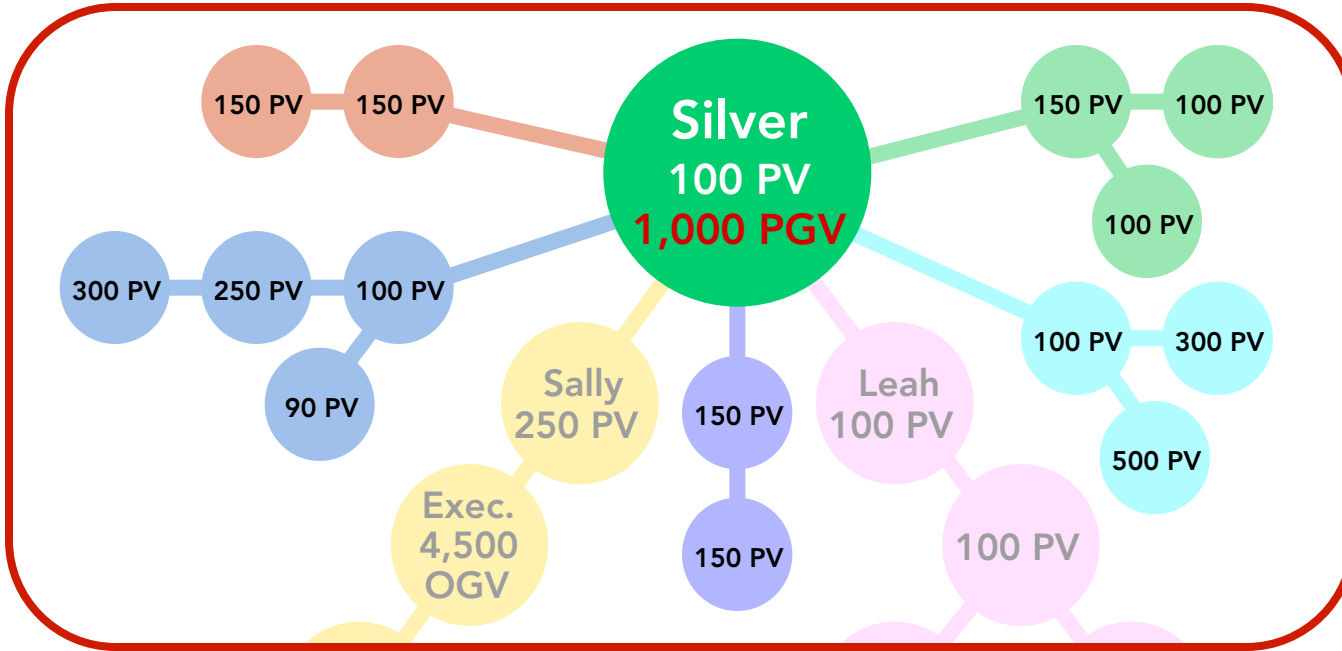 Silver
100 PV
1,000 PGV
150 PV
150 PV
150 PV
100 PV
100 PV
300 PV
250 PV
100 PV
90 PV
100 PV
300 PV
500 PV
Sally
250 PV
150 PV
Leah
100 PV
Exec.
4,500
OGV
150 PV
100 PV